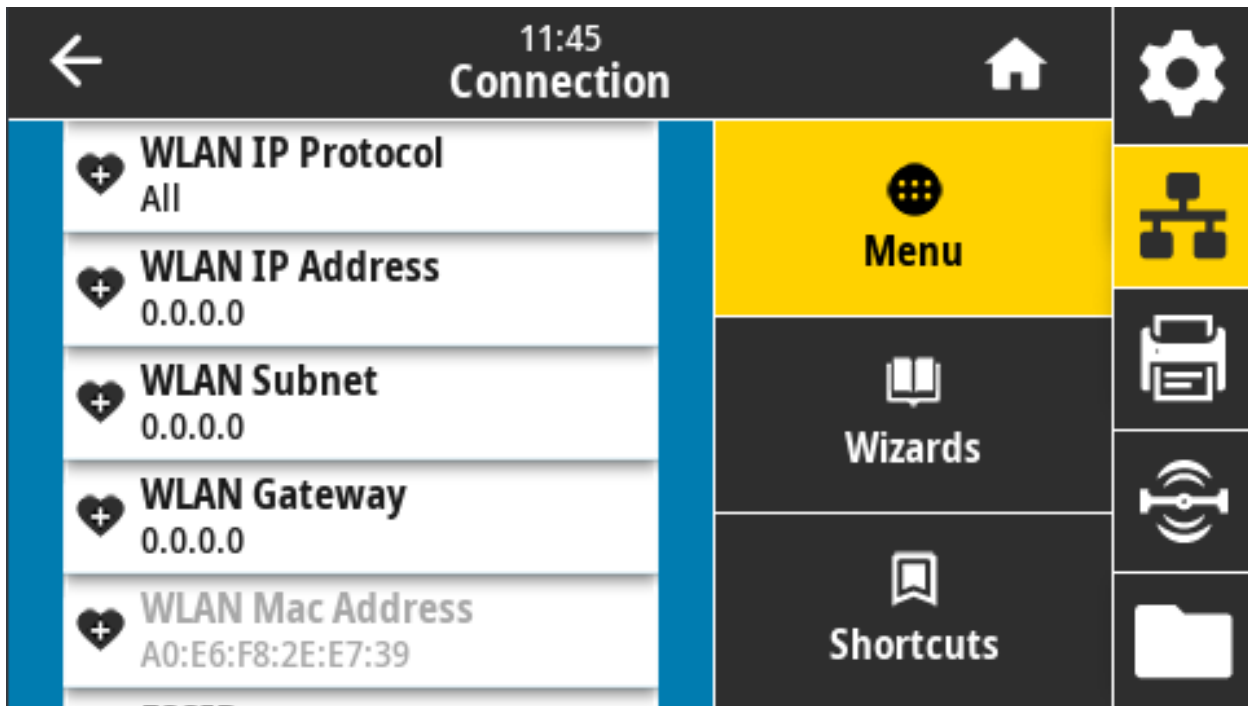 11:45
Connection
WLAN IP Protocol
All
WLAN IP Address
0.0.0.0
WLAN Subnet
0.0.0.0
WLAN Gateway
0.0.0.0
WLAN Mac Address
A0:E6:F8:2E:E7:39
Menu
Wizards
Shortcuts